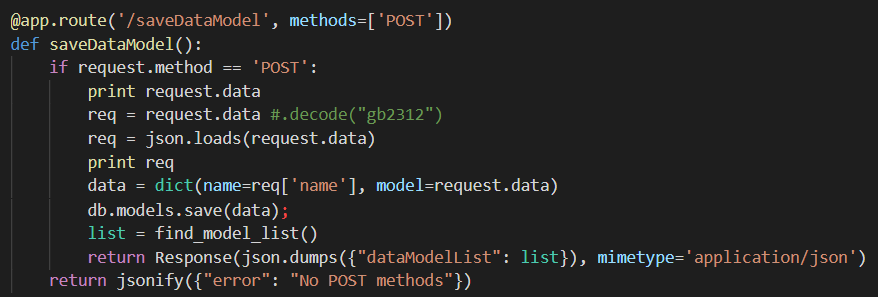 @app.route('/saveDataModel', methods=['POST'])
def saveDataModel():
    if request.method == 'POST':
        print request.data
        req = request.data #.decode("gb2312")
        req = json.loads(request.data)
        print req
        data = dict(name=req['name'], model=request.data)
        db.models.save(data);
        list = find_model_list()
        return Response(json.dumps({"dataModelList": list}), mimetype='application/json')
    return jsonify({"error": "No POST methods"})